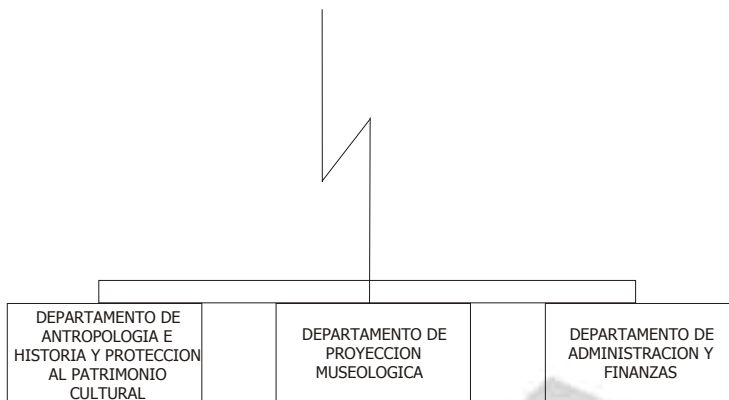 DEPARTAMENTO DE
ANTROPOLOGIA E
HISTORIA Y PROTECCION
AL PATRIMONIO
CULTURAL
DEPARTAMENTO DE
PROYECCION
MUSEOLOGICA
DEPARTAMENTO DE
ADMINISTRACION Y
FINANZAS